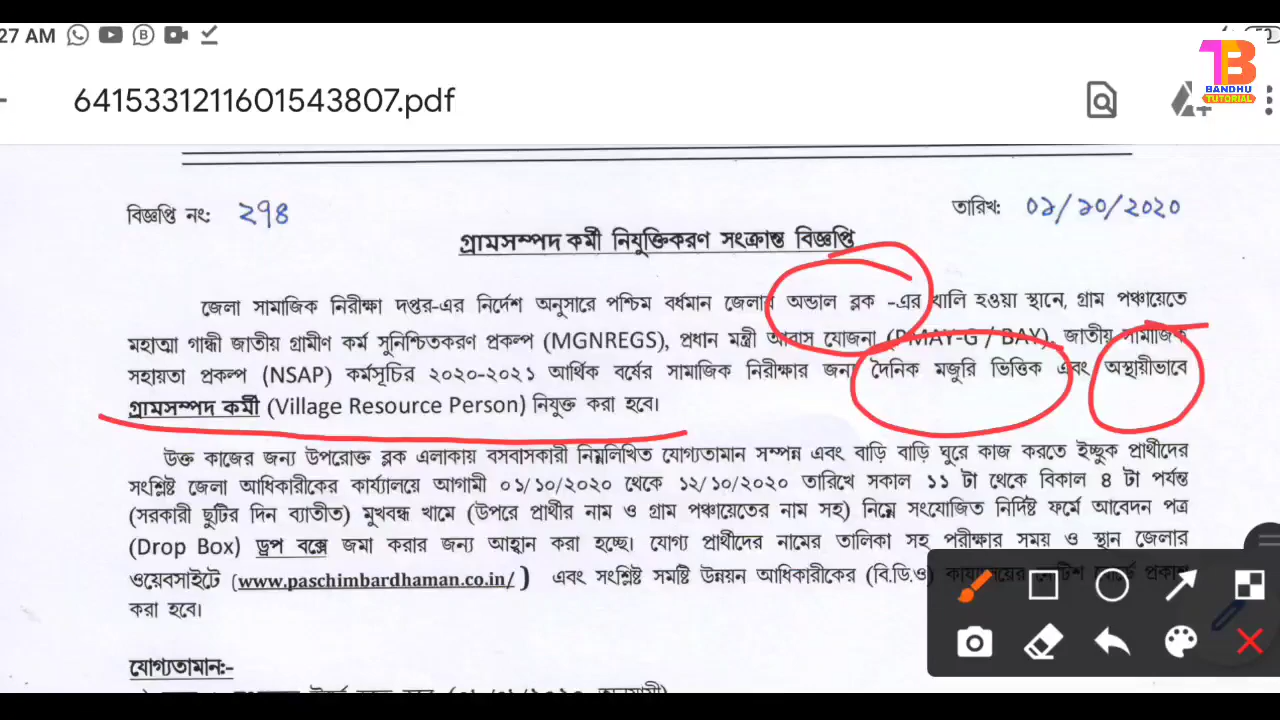 27 AM
6415331211601543807.pdf
BANDHU
TUTORIAL
বিজ্ঞপ্তি নং: ২৭৪
তারিখ: ০১/১০/২০২০
গ্রামসম্পদ কর্মী নিযুক্তিকরণ সংক্রান্ত বিজ্ঞপ্তি
জেলা সামাজিক নিরীক্ষা দপ্তর-এর নির্দেশ অনুসারে পশ্চিম বর্ধমান জেলার অন্ডাল ব্লক -এর খালি হওয়া স্থানে, গ্রাম পঞ্চায়েতে
মহাত্মা গান্ধী জাতীয় গ্রামীণ কর্ম সুনিশ্চিতকরণ প্রকল্প (MGNREGS), প্রধান মন্ত্রী আবাস যোজনা (PMAY-G / BAY), জাতীয় সামাজিক
সহায়তা প্রকল্প (NSAP) কর্মসূচির ২০২০-২০২১ আর্থিক বর্ষের সামাজিক নিরীক্ষার জন্য দৈনিক মজুরি ভিত্তিক এবং অস্থায়ীভাবে
গ্রামসম্পদ কর্মী (Village Resource Person) নিযুক্ত করা হবে।
উক্ত কাজের জন্য উপরোক্ত ব্লক এলাকায় বসবাসকারী নিম্নলিখিত যোগ্যতামান সম্পন্ন এবং বাড়ি বাড়ি ঘুরে কাজ করতে ইচ্ছুক প্রার্থীদের
সংশ্লিষ্ট জেলা আধিকারীকের কার্য্যালয়ে আগামী ০১/১০/২০২০ থেকে ১২/১০/২০২০ তারিখে সকাল ১১ টা থেকে বিকাল ৪ টা পর্যন্ত
(সরকারী ছুটির দিন ব্যাতীত) মুখবন্ধ খামে (উপরে প্রার্থীর নাম ও গ্রাম পঞ্চায়েতের নাম সহ) নিম্নে সংযোজিত নির্দিষ্ট ফর্মে আবেদন পত্র
(Drop Box) ড্রপ বক্সে জমা করার জন্য আহ্বান করা হচ্ছে। যোগ্য প্রার্থীদের নামের তালিকা সহ পরীক্ষার সময় ও স্থান জেলার
ওয়েবসাইটে (www.paschimbardhaman.co.in/ ) এবং সংশ্লিষ্ট সমষ্টি উন্নয়ন আধিকারীকের (বি.ডি.ও)
করা হবে।
যোগ্যতামান:-